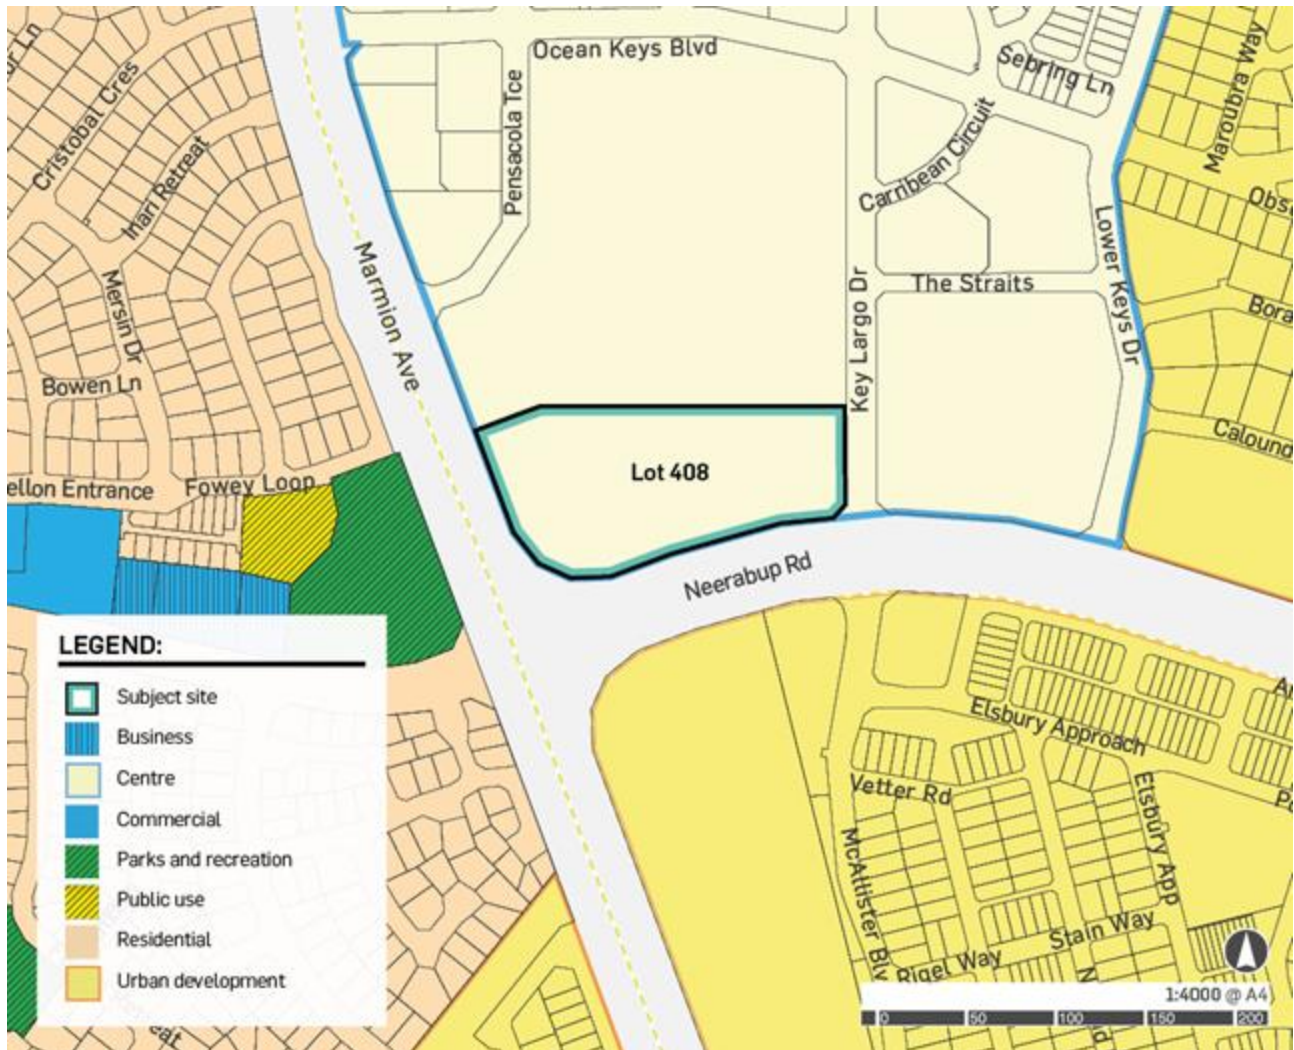 Ocean Keys Blvd
Sebring Ln
Maroubra Way
Cristobal Cres
Pensacola Tce
Carribean Circuit
Inari Retreat
Lower Keys Dr
Marmion Ave
Mersin Dr
Key Largo Dr
The Straits
Bowen Ln
Lot 408
Fowey Loop
ellon Entrance
Neerabup Rd
Elsbury Approach
Vetter Rd
Elsbury App
McAllister Blv
Stain Way
Rigel Way
LEGEND:
Subject site
Business
Centre
Commercial
Parks and recreation
Public use
Residential
Urban development
1:4000 @ A4
0 50 100 150 200